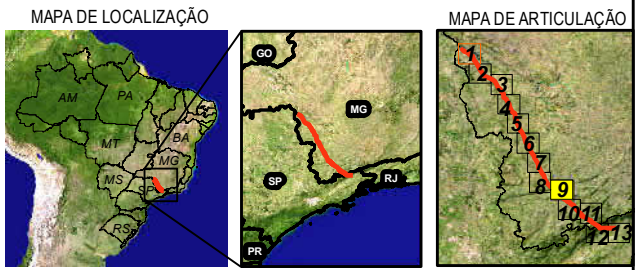 MAPA DE LOCALIZAÇÃO
AM
PA
BA
MT
MG
MS
SP
RS
GO
MG
SP
RJ
PR
MAPA DE ARTICULAÇÃO
1
2
3
4
5
6
7
8
9
10
11
12
13